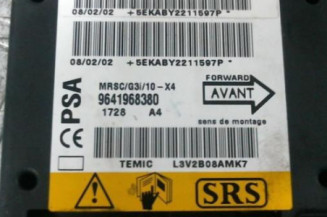 08/02/02 +5EKABY2211597P *
08/02/02 +5EKABY2211597P *
PSA
MRSC/G3i/10-X4
9641968380
1728 A4
FORWARD
AVANT
sens de montage
TEMIC L3V2B08AMK7
SRS